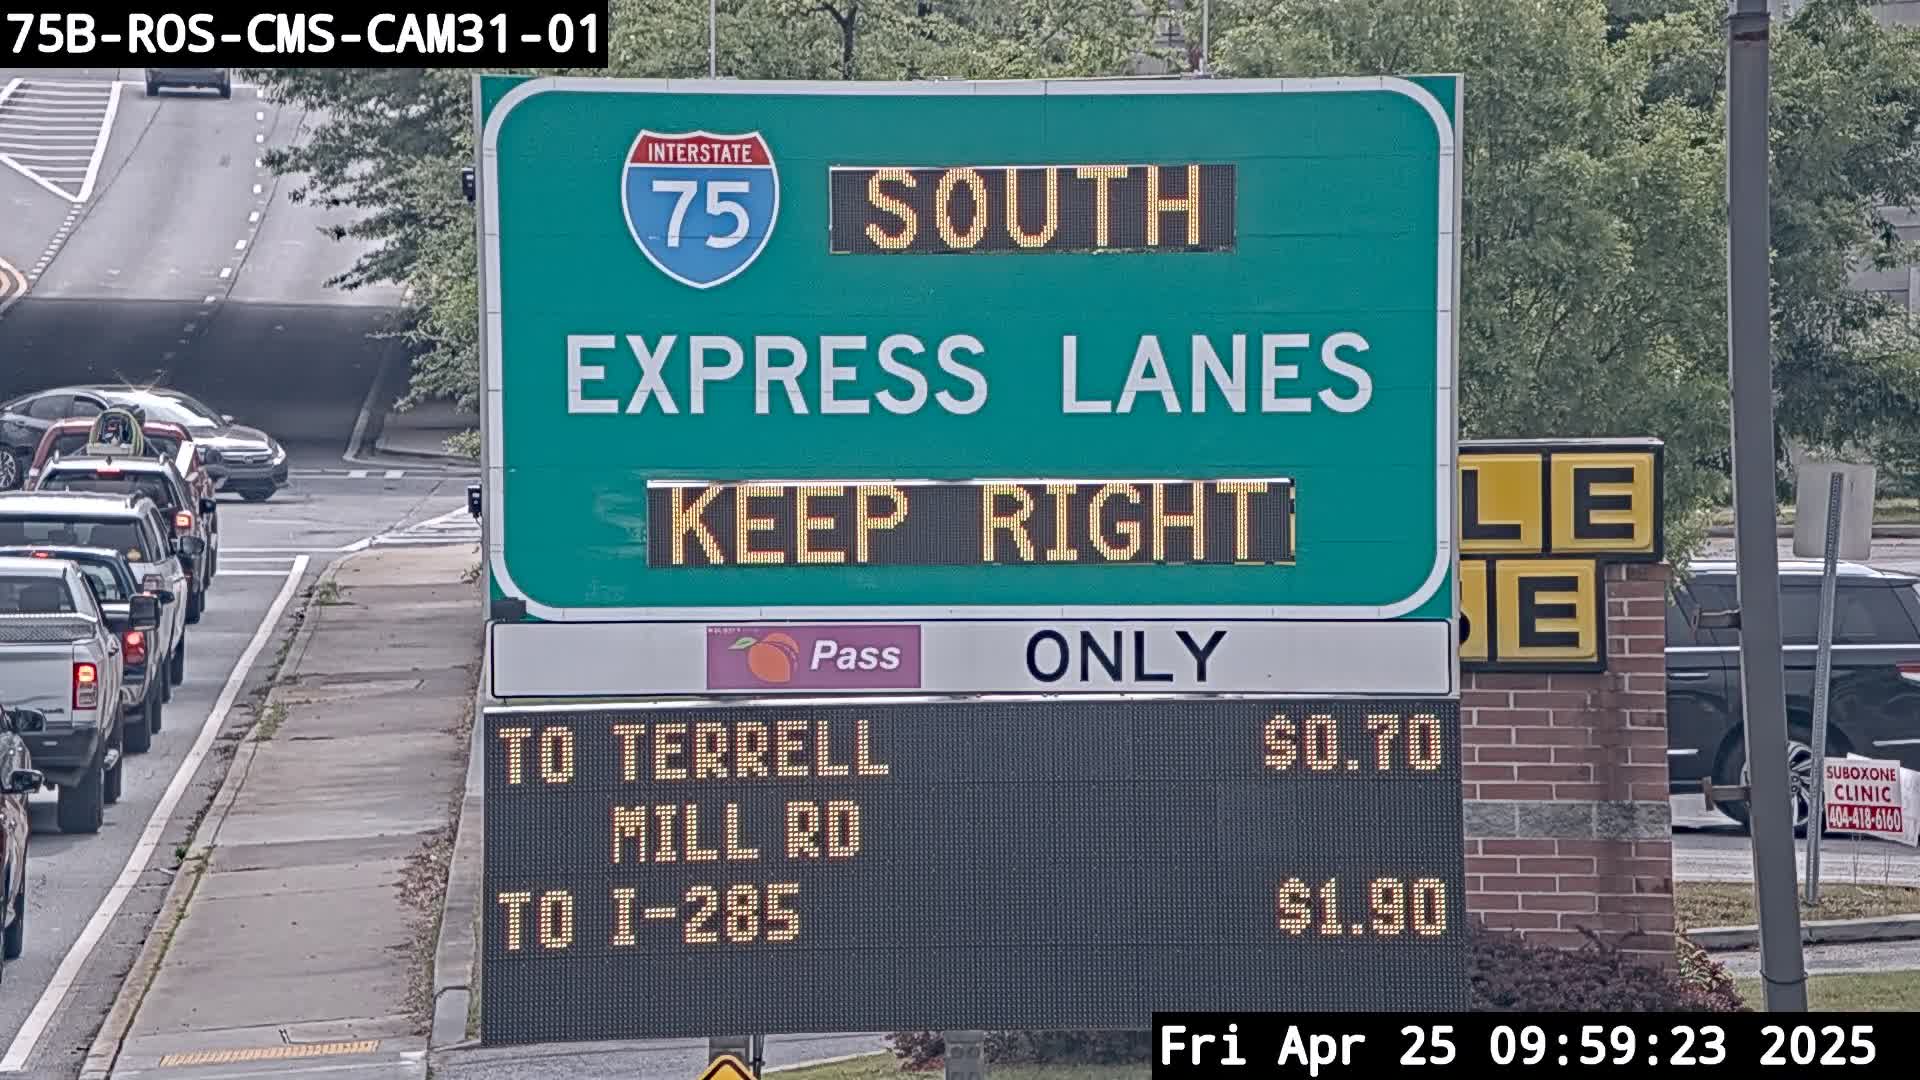 75B-ROS-CMS-CAM31-01
INTERSTATE
75
SOUTH
EXPRESS LANES
KEEP RIGHT
Pass ONLY
TO TERRELL $0.70
MILL RD
TO I-285 $1.90
LE
E
SUBOXONE
CLINIC
404-418-6160
Fri Apr 25 09:59:23 2025